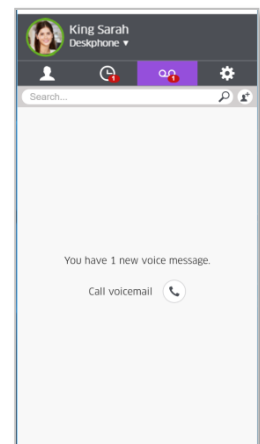 King Sarah
Deskphone ▾
1
1
Search...
You have 1 new voice message.
Call voicemail